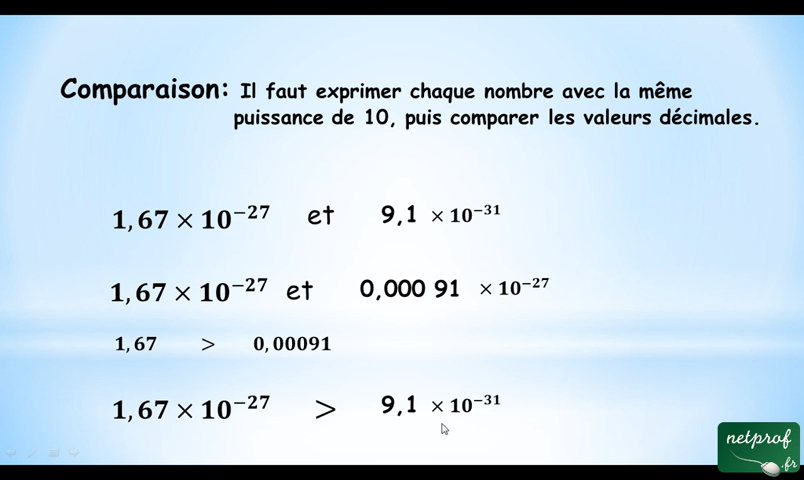 Comparaison: Il faut exprimer chaque nombre avec la même
puissance de 10, puis comparer les valeurs décimales.
1,67 × 10⁻²⁷ et 9,1 × 10⁻³¹
1,67 × 10⁻²⁷ et 0,000 91 × 10⁻²⁷
1,67 > 0,00091
1,67 × 10⁻²⁷ > 9,1 × 10⁻³¹
netprof
.fr